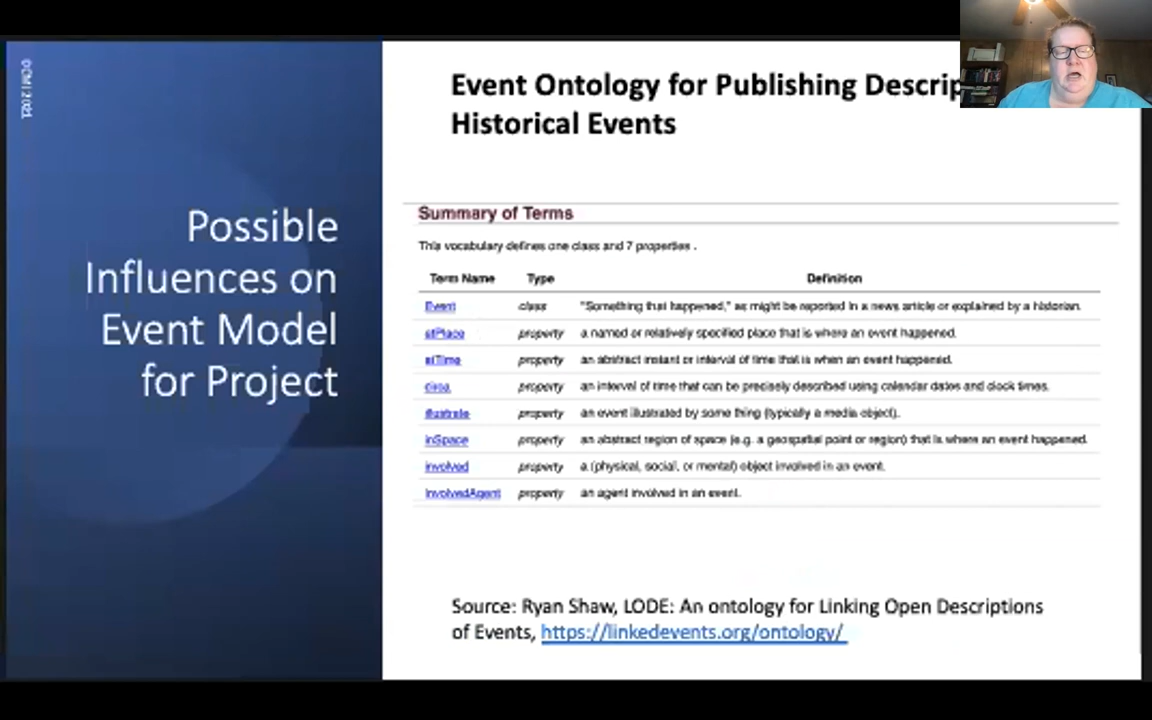 DCMI 2021
Possible
Influences on
Event Model
for Project
Event Ontology for Publishing Descrip
Historical Events
Summary of Terms
This vocabulary defines one class and 7 properties .
Term Name Type Definition
Event class "Something that happened," as might be reported in a news article or explained by a historian.
atPlace property a named or relatively specified place that is where an event happened.
atTime property an abstract instant or interval of time that is when an event happened.
circa property an interval of time that can be precisely described using calendar dates and clock times.
illustrate property an event illustrated by some thing (typically a media object).
inSpace property an abstract region of space (e.g. a geospatial point or region) that is where an event happened.
involved property a (physical, social, or mental) object involved in an event.
involvedAgent property an agent involved in an event.
Source: Ryan Shaw, LODE: An ontology for Linking Open Descriptions
of Events, https://linkedevents.org/ontology/